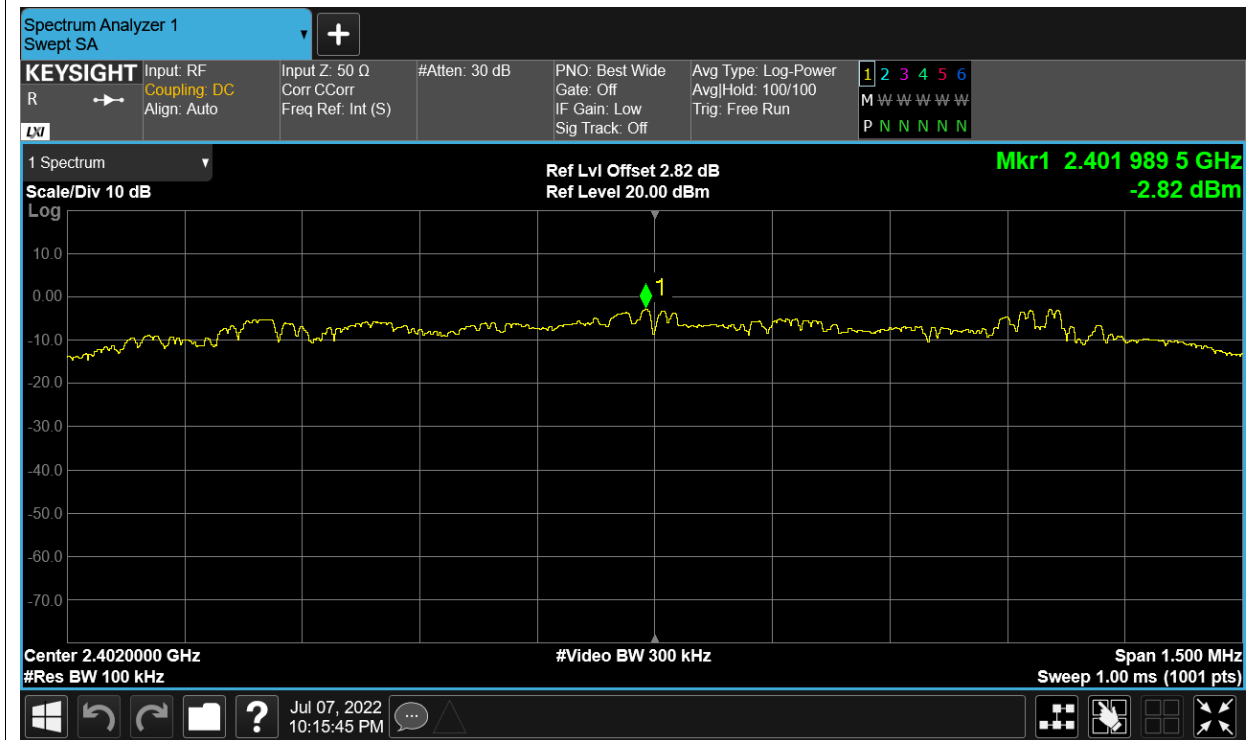 Spectrum Analyzer 1
Swept SA
KEYSIGHT
R
LXI
Input: RF
Coupling: DC
Align: Auto
Input Z: 50 Ω
Corr CCorr
Freq Ref: Int (S)
#Atten: 30 dB
PNO: Best Wide
Gate: Off
IF Gain: Low
Sig Track: Off
Avg Type: Log-Power
Avg|Hold: 100/100
Trig: Free Run
1 2 3 4 5 6
M W W W W W
P N N N N N
1 Spectrum
Scale/Div 10 dB
Log
Ref Lvl Offset 2.82 dB
Ref Level 20.00 dBm
Mkr1 2.401 989 5 GHz
-2.82 dBm
10.0
0.00
-10.0
-20.0
-30.0
-40.0
-50.0
-60.0
-70.0
1
Center 2.4020000 GHz
#Res BW 100 kHz
#Video BW 300 kHz
Span 1.500 MHz
Sweep 1.00 ms (1001 pts)
?
Jul 07, 2022
10:15:45 PM